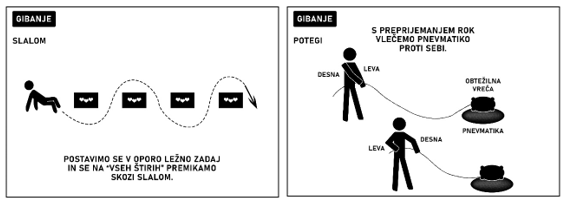 GIBANJE
SLALOM
POSTAVIMO SE V OPORO LEŽNO ZADAJ
IN SE NA "VSEH ŠTIRIH" PREMIKAMO
SKOZI SLALOM.
GIBANJE
POTEGI
S PREPRIJEMANJEM ROK
VLEČEMO PNEVMATIKO
PROTI SEBI.
DESNA
LEVA
OBTEŽILNA
VREČA
PNEVMATIKA
LEVA
DESNA